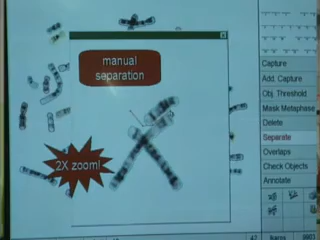 manual
separation
2X zoom!
Capture
Add. Capture
Obj. Threshold
Mask Metaphase
Delete
Separate
Overlaps
Check Objects
Annotate